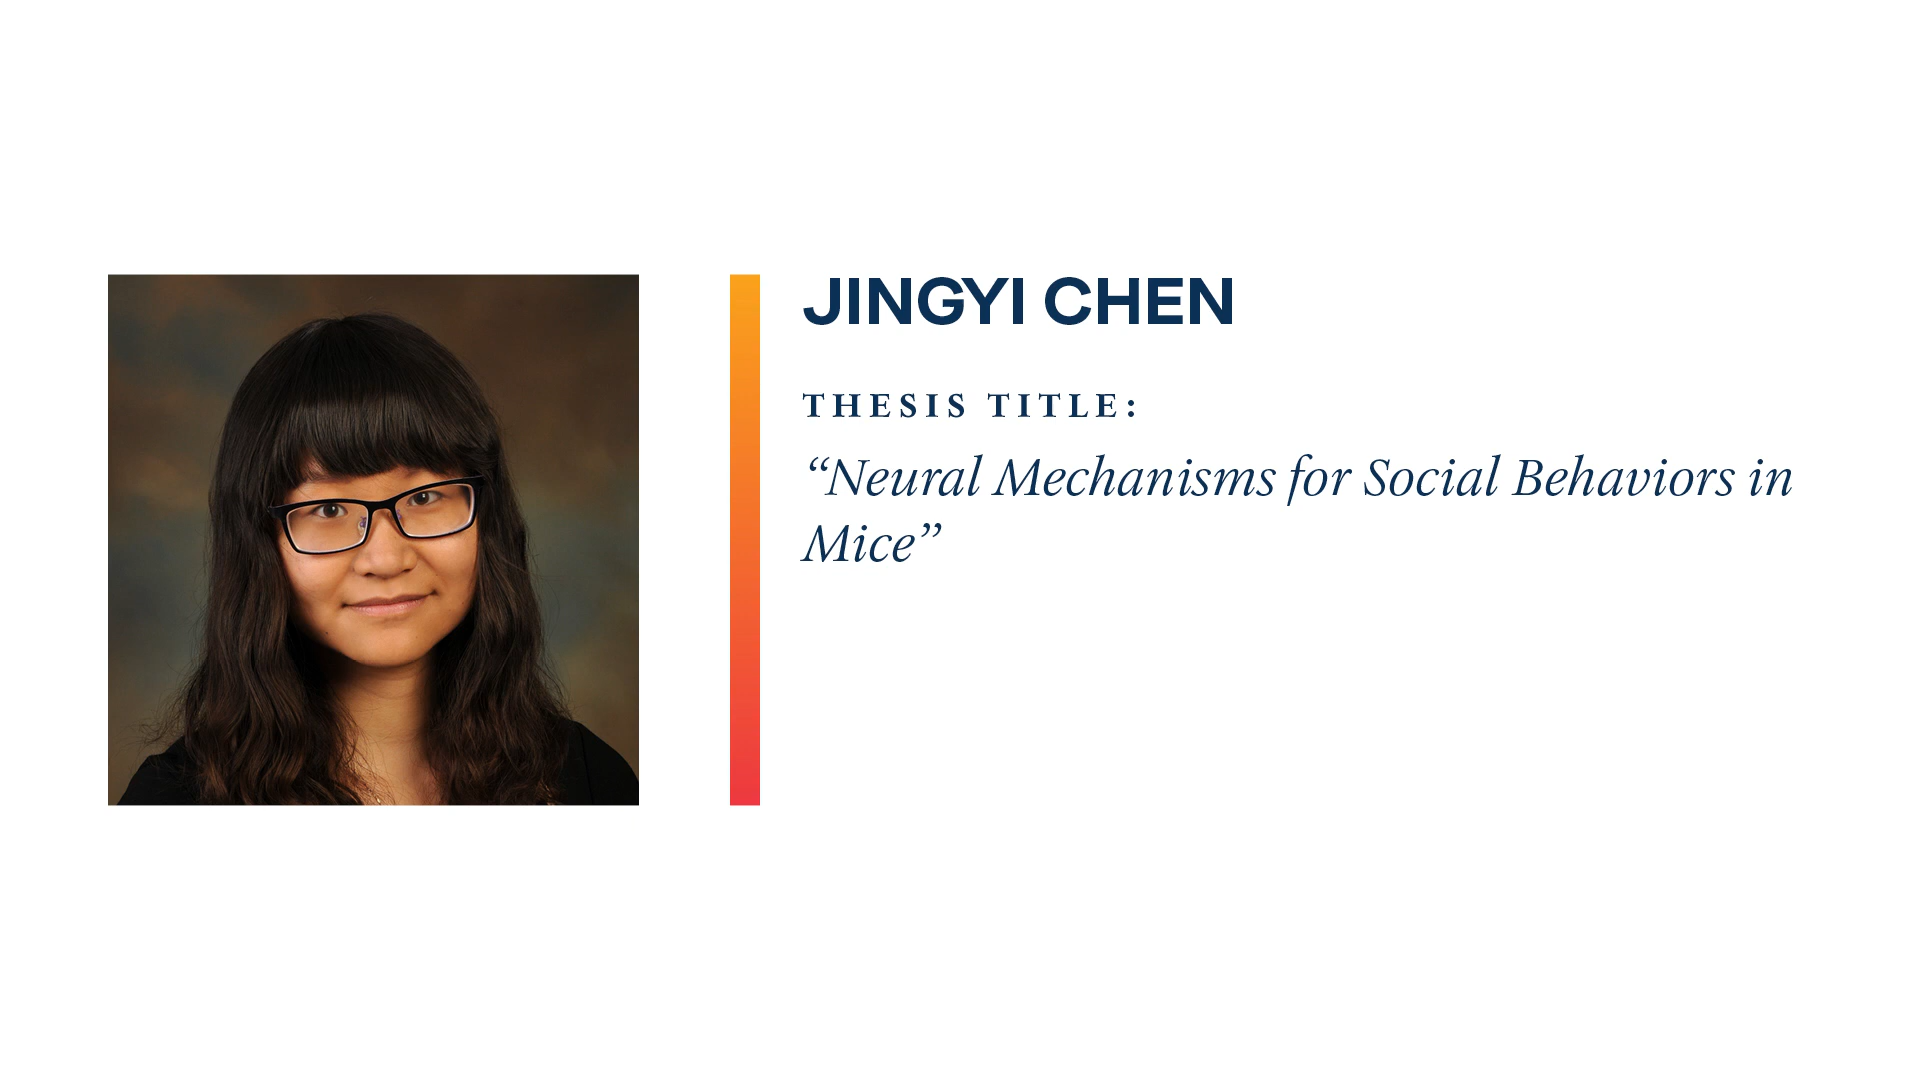 JINGYI CHEN
THESIS TITLE:
“Neural Mechanisms for Social Behaviors in
Mice”